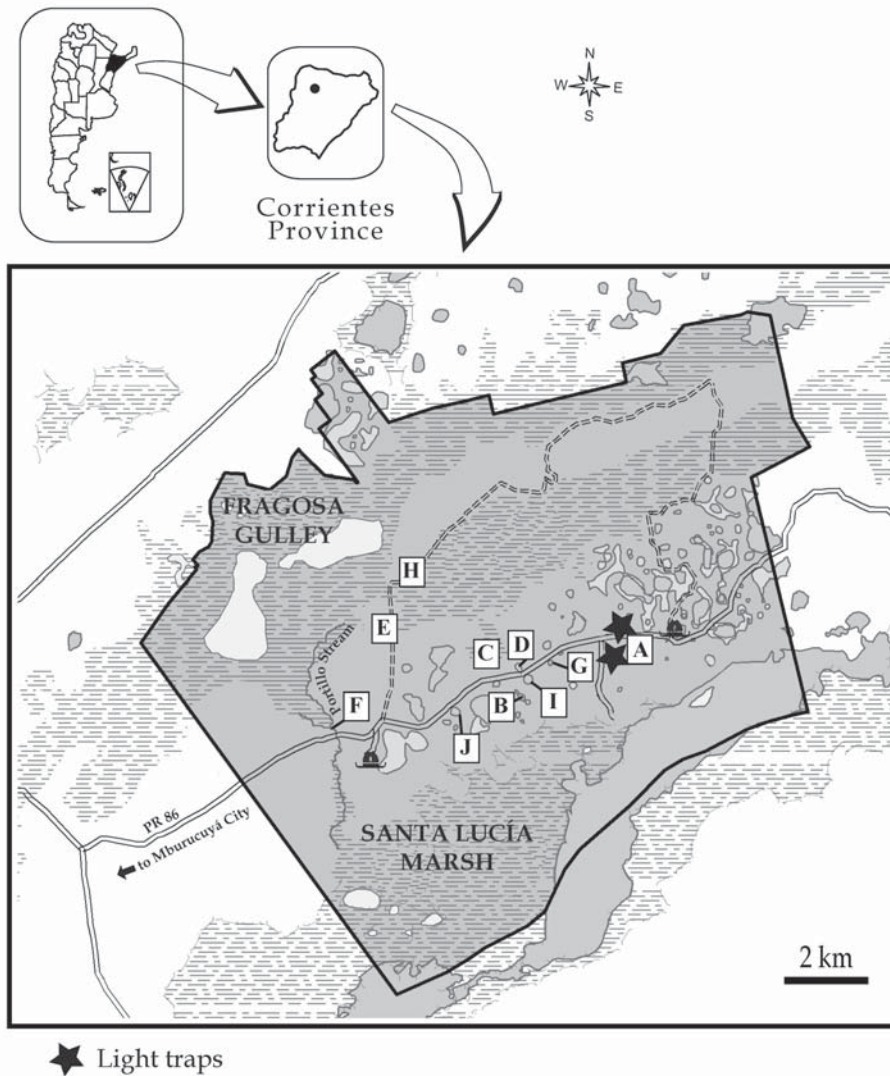 N
W E
S
Corrientes
Province
FRAGOSA
GULLEY
H
E
Portillo Stream
C
D
A
G
F
B
I
J
PR 86
to Mburucuyá City
SANTA LUCÍA
MARSH
2 km
Light traps